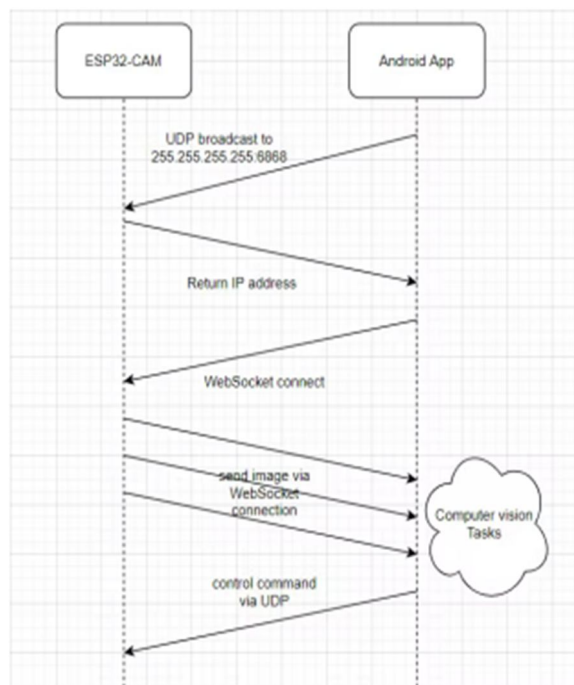 ESP32-CAM
Android App
UDP broadcast to
255.255.255.255:6868
Return IP address
WebSocket connect
send image via
WebSocket
connection
Computer vision
Tasks
control command
via UDP